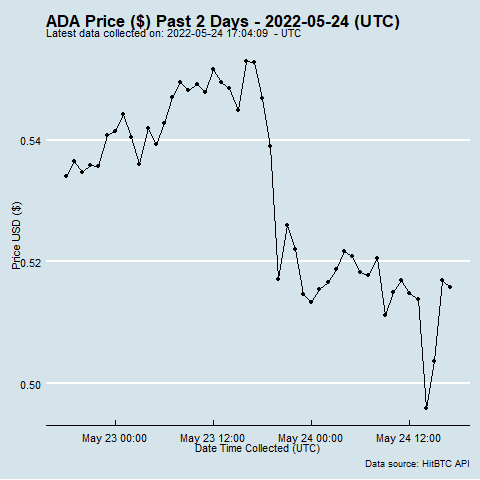 ADA Price ($) Past 2 Days - 2022-05-24 (UTC)
Latest data collected on: 2022-05-24 17:04:09 - UTC
0.54
0.52
0.50
Price USD ($)
May 23 00:00
May 23 12:00
May 24 00:00
May 24 12:00
Date Time Collected (UTC)
Data source: HitBTC API